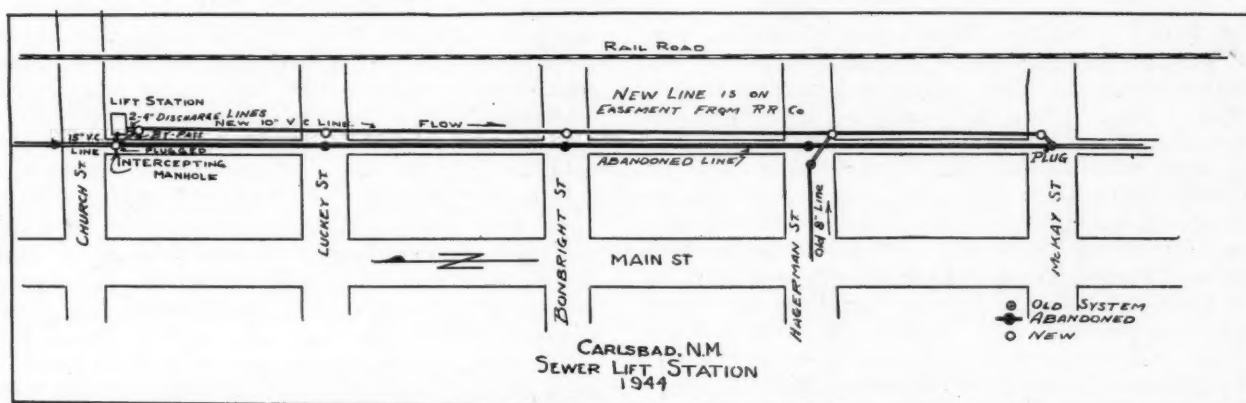 RAIL ROAD
LIFT STATION
2-4" DISCHARGE LINES
NEW 10" V C LINE
FLOW
NEW LINE IS ON
EASEMENT FROM RR CO
15" V.C.
LINE
BY-PASS
PLUGGED
INTERCEPTING
MANHOLE
ABANDONED LINE
PLUG
CHURCH ST
LUCKEY ST
BONBRIGHT ST
HAGERMAN ST
Old 8" Line
MCKAY ST
N
MAIN ST
OLD SYSTEM
ABANDONED
NEW
CARLSBAD, N.M.
SEWER LIFT STATION
1944